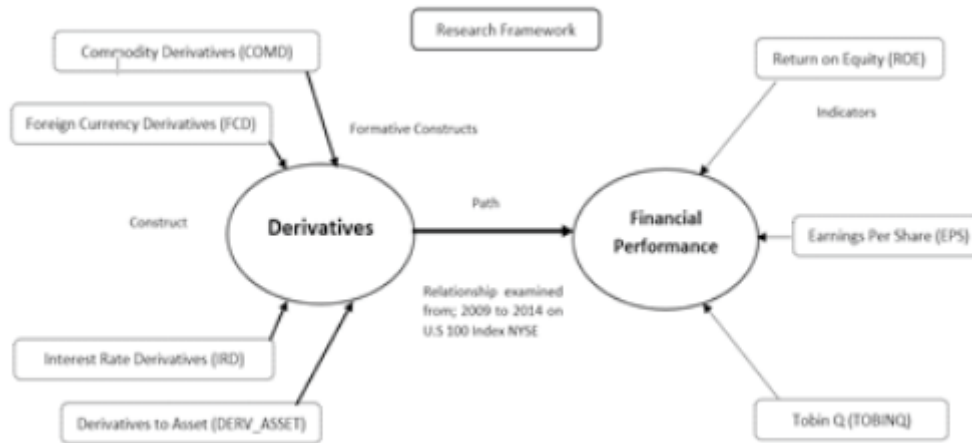 Research Framework
Commodity Derivatives (COMD)
Return on Equity (ROE)
Foreign Currency Derivatives (FCD)
Formative Constructs
Indicators
Construct
Derivatives
Path
Financial
Performance
Earnings Per Share (EPS)
Relationship examined
from; 2009 to 2014 on
U.S 100 Index NYSE
Interest Rate Derivatives (IRD)
Derivatives to Asset (DERV_ASSET)
Tobin Q (TOBINQ)